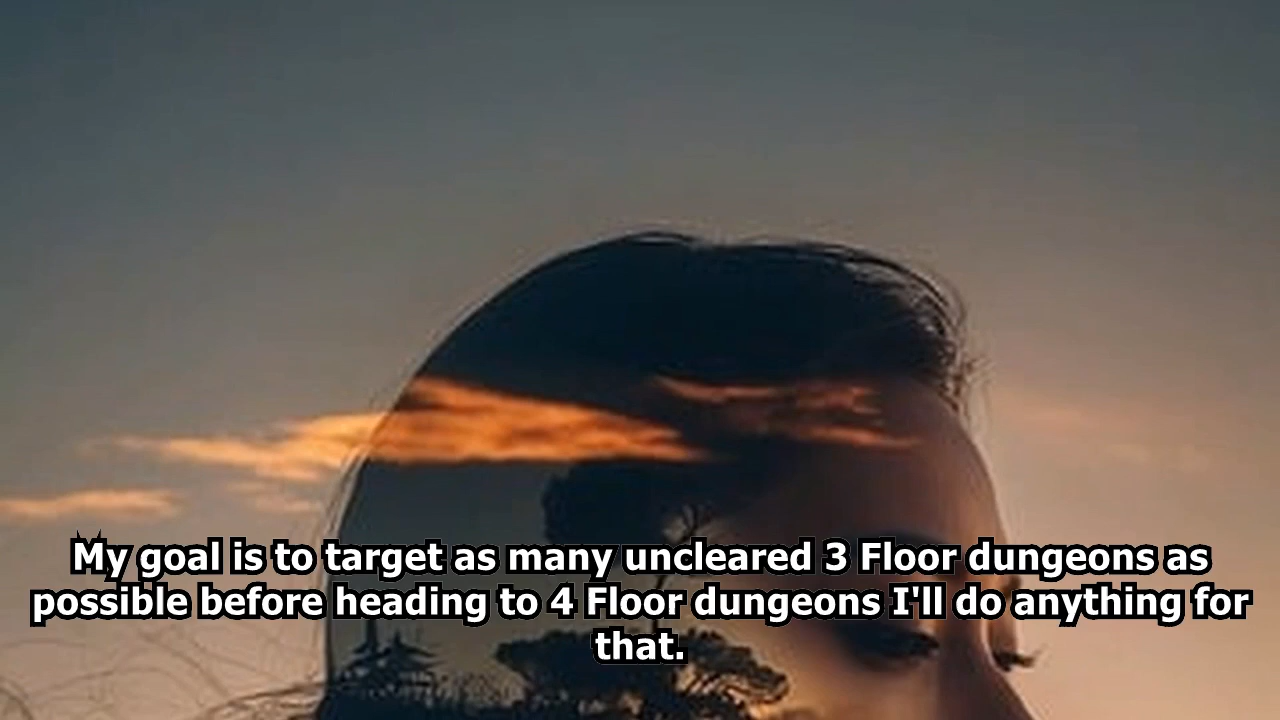 My goal is to target as many uncleared 3 Floor dungeons as
possible before heading to 4 Floor dungeons I'll do anything for
that.